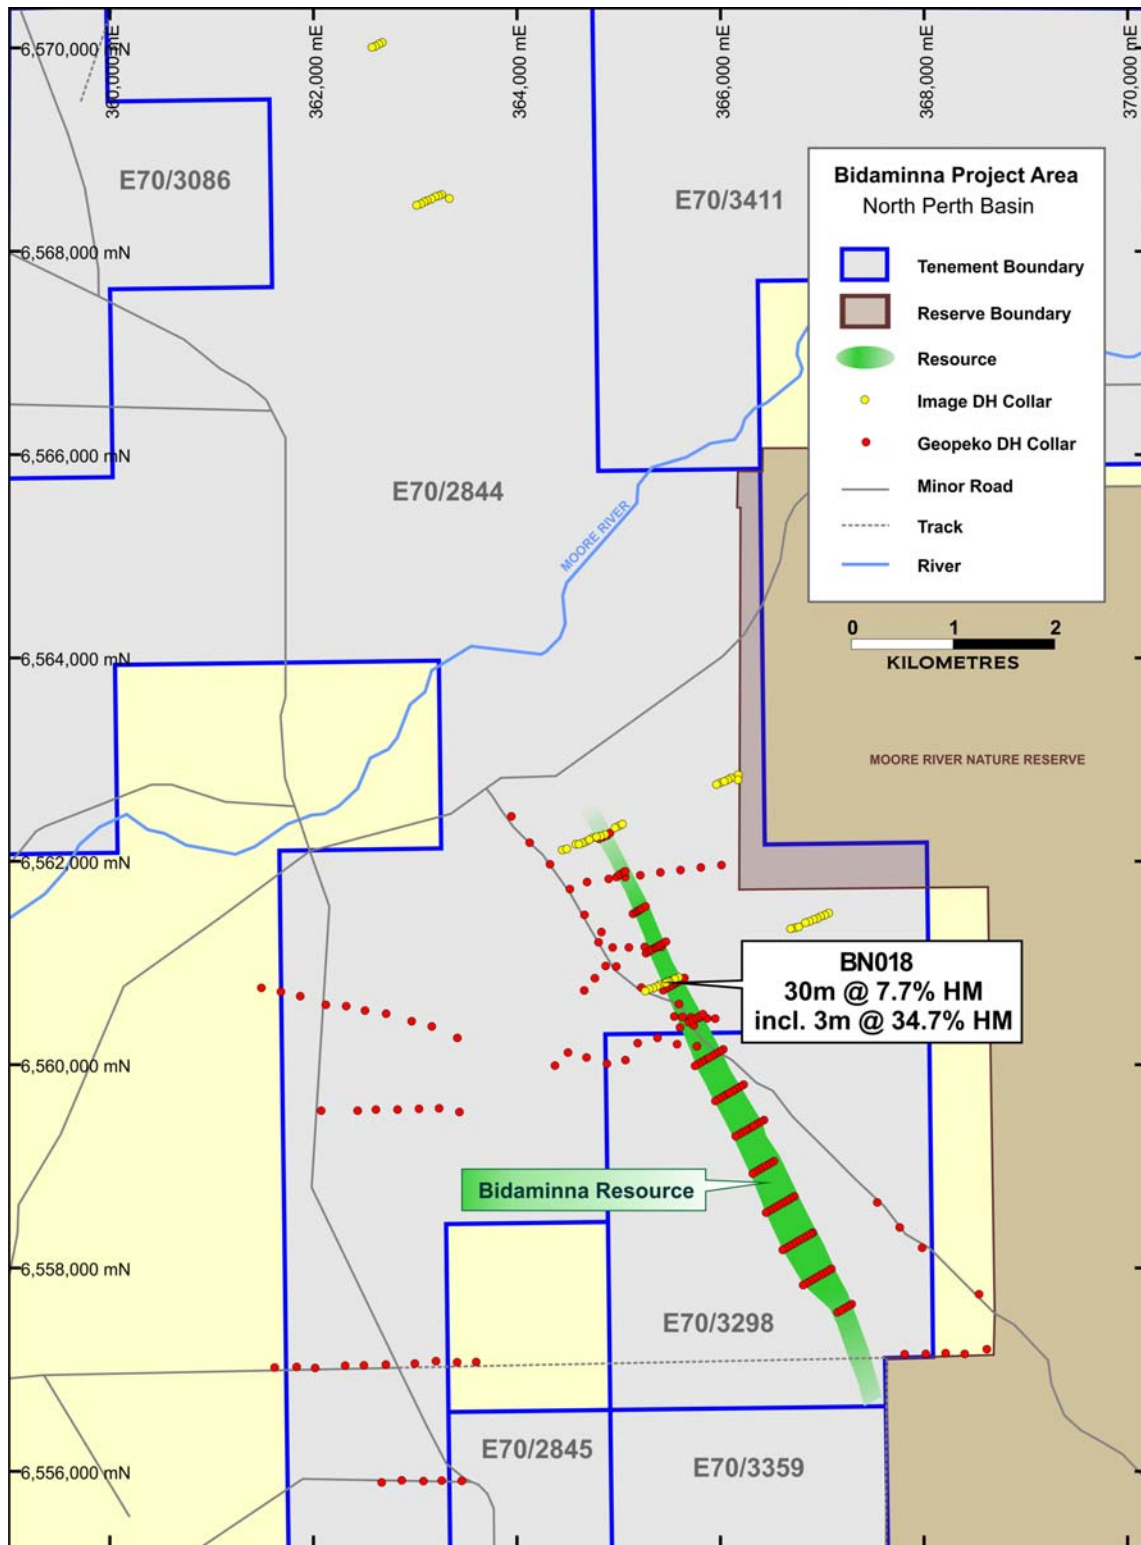 360,000 mE
362,000 mE
364,000 mE
366,000 mE
368,000 mE
370,000 mE
6,570,000 mN
E70/3086
E70/3411
Bidaminna Project Area
North Perth Basin
Tenement Boundary
Reserve Boundary
Resource
Image DH Collar
Geopeko DH Collar
Minor Road
Track
River
6,568,000 mN
6,566,000 mN
E70/2844
MOORE RIVER
0 1 2
KILOMETRES
6,564,000 mN
MOORE RIVER NATURE RESERVE
6,562,000 mN
BN018
30m @ 7.7% HM
incl. 3m @ 34.7% HM
6,560,000 mN
Bidaminna Resource
6,558,000 mN
E70/3298
E70/2845
E70/3359
6,556,000 mN